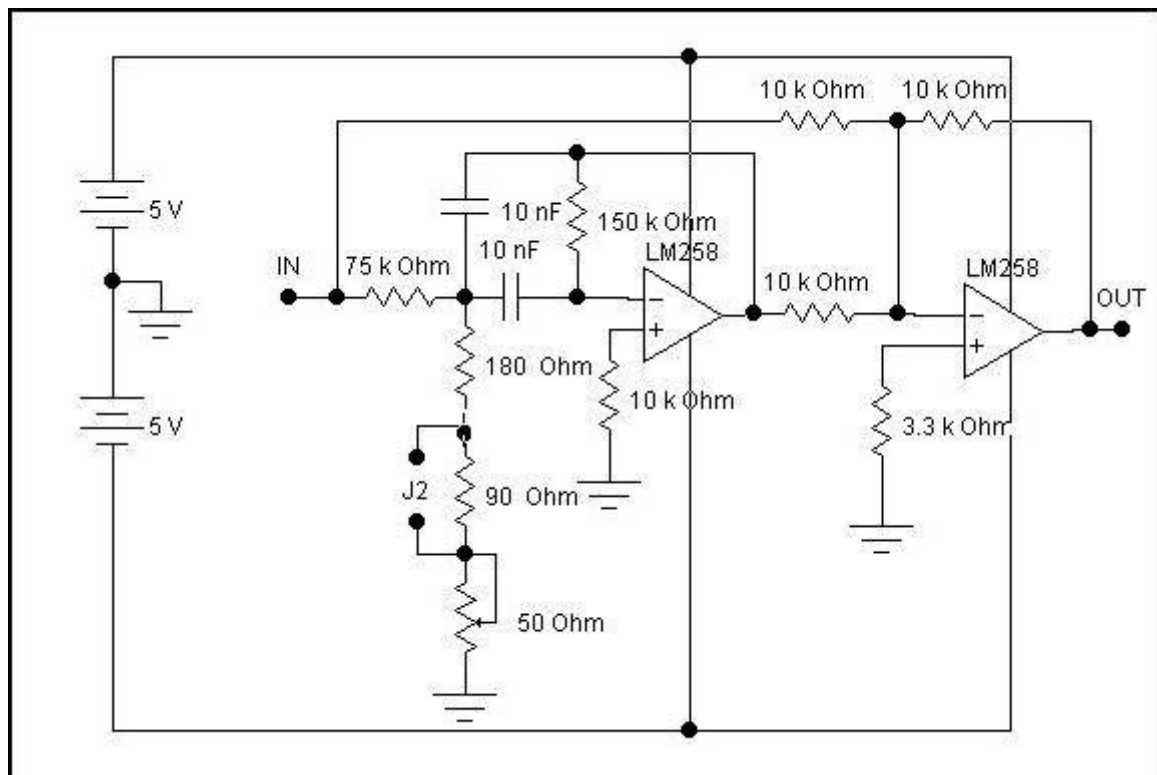 10 k Ohm
10 k Ohm
5 V
10 nF
150 k Ohm
10 nF
LM258
IN
75 k Ohm
10 k Ohm
LM258
OUT
180 Ohm
10 k Ohm
5 V
3.3 k Ohm
J2
90 Ohm
50 Ohm